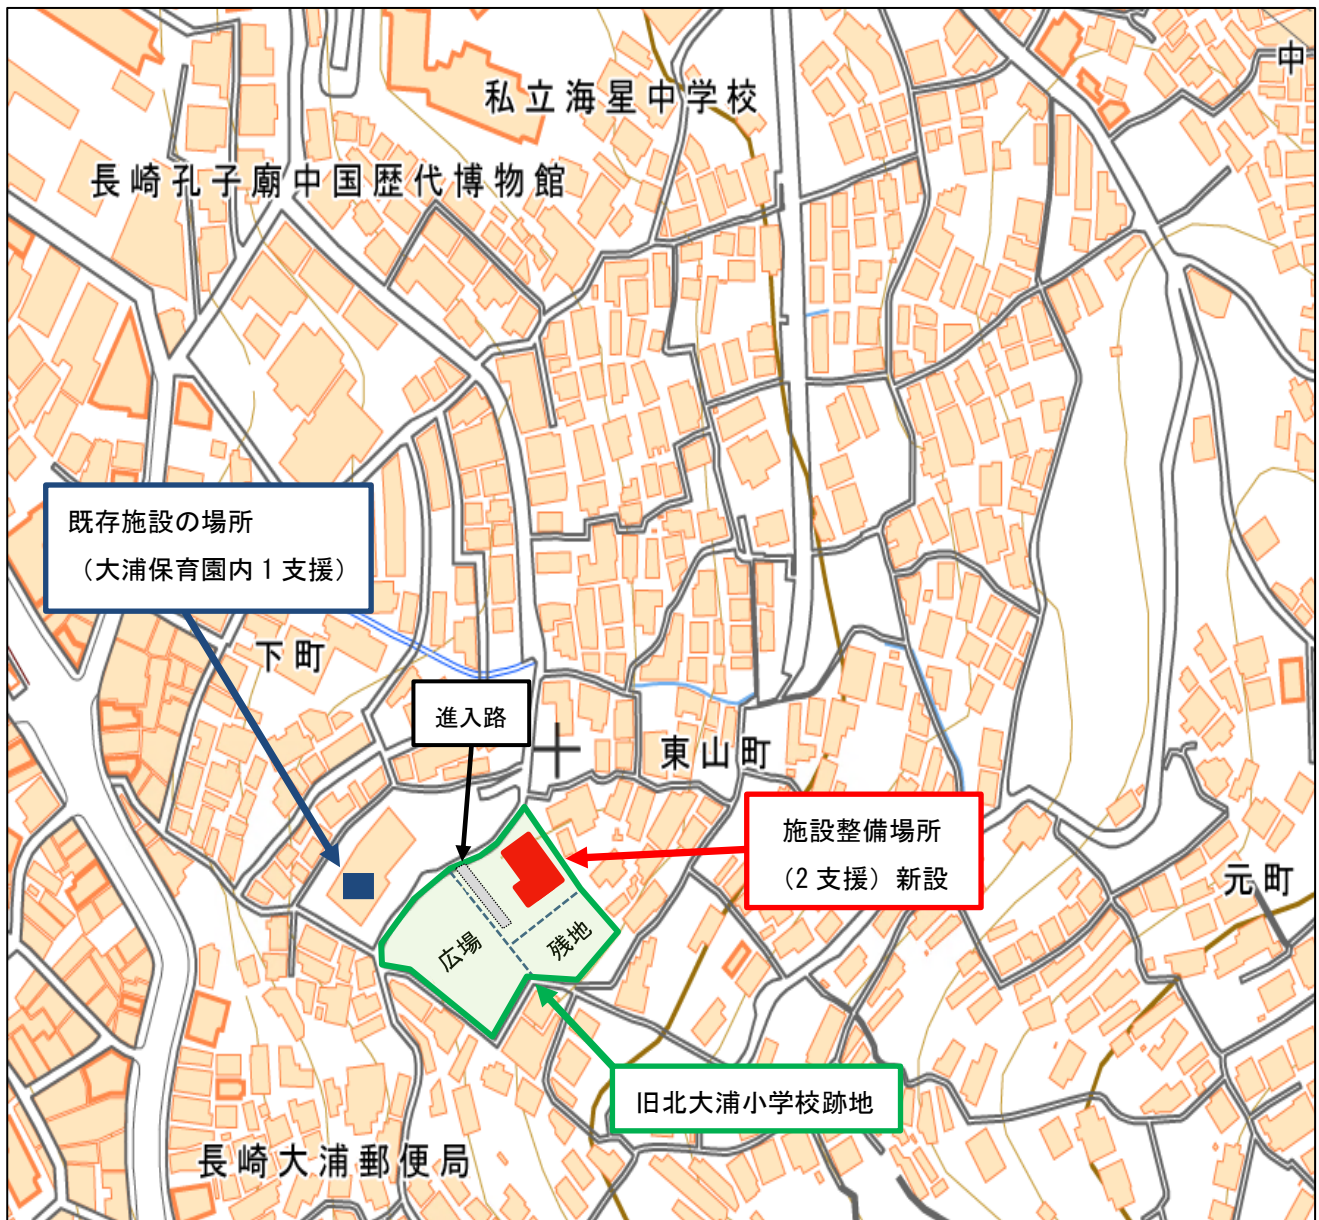 中
私立海星中学校
長崎孔子廟中国歴代博物館
既存施設の場所
（大浦保育園内１支援）
下町
進入路
東山町
施設整備場所
（2 支援）新設
元町
広場
残地
旧北大浦小学校跡地
長崎大浦郵便局